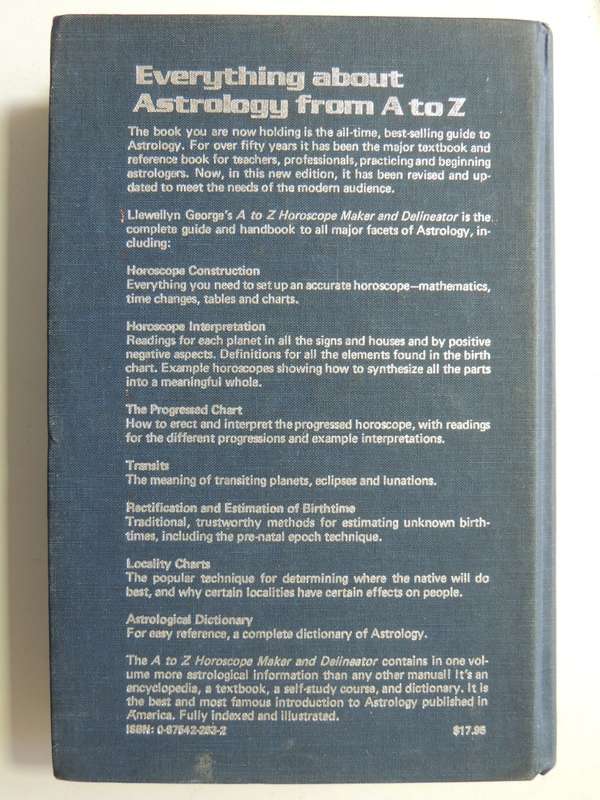 Everything about
Astrology from A to Z
The book you are now holding is the all-time, best-selling guide to
Astrology. For over fifty years it has been the major textbook and
reference book for teachers, professionals, practicing and beginning
astrologers. Now, in this new edition, it has been revised and up-
dated to meet the needs of the modern audience.
Llewellyn George's A to Z Horoscope Maker and Delineator is the
complete guide and handbook to all major facets of Astrology, in-
cluding:
Horoscope Construction
Everything you need to set up an accurate horoscope—mathematics,
time changes, tables and charts.
Horoscope Interpretation
Readings for each planet in all the signs and houses and by positive
negative aspects. Definitions for all the elements found in the birth
chart. Example horoscopes showing how to synthesize all the parts
into a meaningful whole.
The Progressed Chart
How to erect and interpret the progressed horoscope, with readings
for the different progressions and example interpretations.
Transits
The meaning of transiting planets, eclipses and lunations.
Rectification and Estimation of Birthtime
Traditional, trustworthy methods for estimating unknown birth-
times, including the pre-natal epoch technique.
Locality Charts
The popular technique for determining where the native will do
best, and why certain localities have certain effects on people.
Astrological Dictionary
For easy reference, a complete dictionary of Astrology.
The A to Z Horoscope Maker and Delineator contains in one vol-
ume more astrological information than any other manual! It's an
encyclopedia, a textbook, a self-study course, and dictionary. It is
the best and most famous introduction to Astrology published in
America. Fully indexed and illustrated.
ISBN: 0-87542-263-2 $17.95